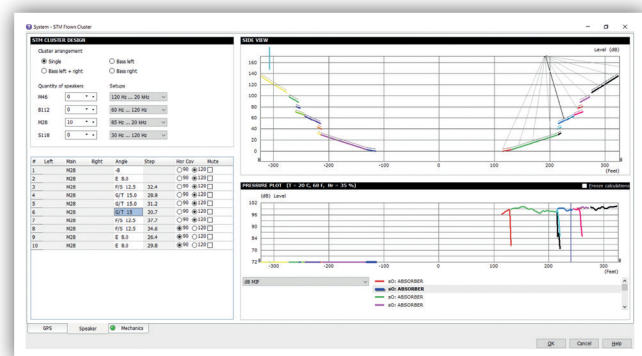 System - STM Flown Cluster
STM CLUSTER DESIGN
Cluster arrangement
Single
Bass left
Bass left + right
Bass right
Quantity of speakers
Setups
M46 0 120 Hz ... 20 kHz
B112 0 60 Hz ... 120 Hz
M28 10 85 Hz ... 20 kHz
S118 0 30 Hz ... 120 Hz
# Left Main Right Angle Step Hor Cov Mute
1 M28 -8 90 120
2 M28 E 8.0 90 120
3 M28 F/S 12.5 32.4 90 120
4 M28 G/T 15.0 28.9 90 120
5 M28 G/T 15.0 31.2 90 120
6 M28 G/T 15 30.7 90 120
7 M28 F/S 12.5 37.7 90 120
8 M28 F/S 12.5 34.6 90 120
9 M28 E 8.0 26.4 90 120
10 M28 E 8.0 29.8 90 120
GPS
Speaker
Mechanics
SIDE VIEW
Level (dB)
160
140
120
100
80
60
40
20
0
-300 -200 -100 0 100 200 300
(Feet)
PRESSURE PLOT (T = 20 C, 60 F, Hr = 35 %)
Freeze calculations
(dB) Level
102
96
90
84
78
72
-300 -200 -100 0 100 200 300
(Feet)
dB MIF
s0: ABSORBER
s0: ABSORBER
s0: ABSORBER
s0: ABSORBER
OK
Cancel
Help